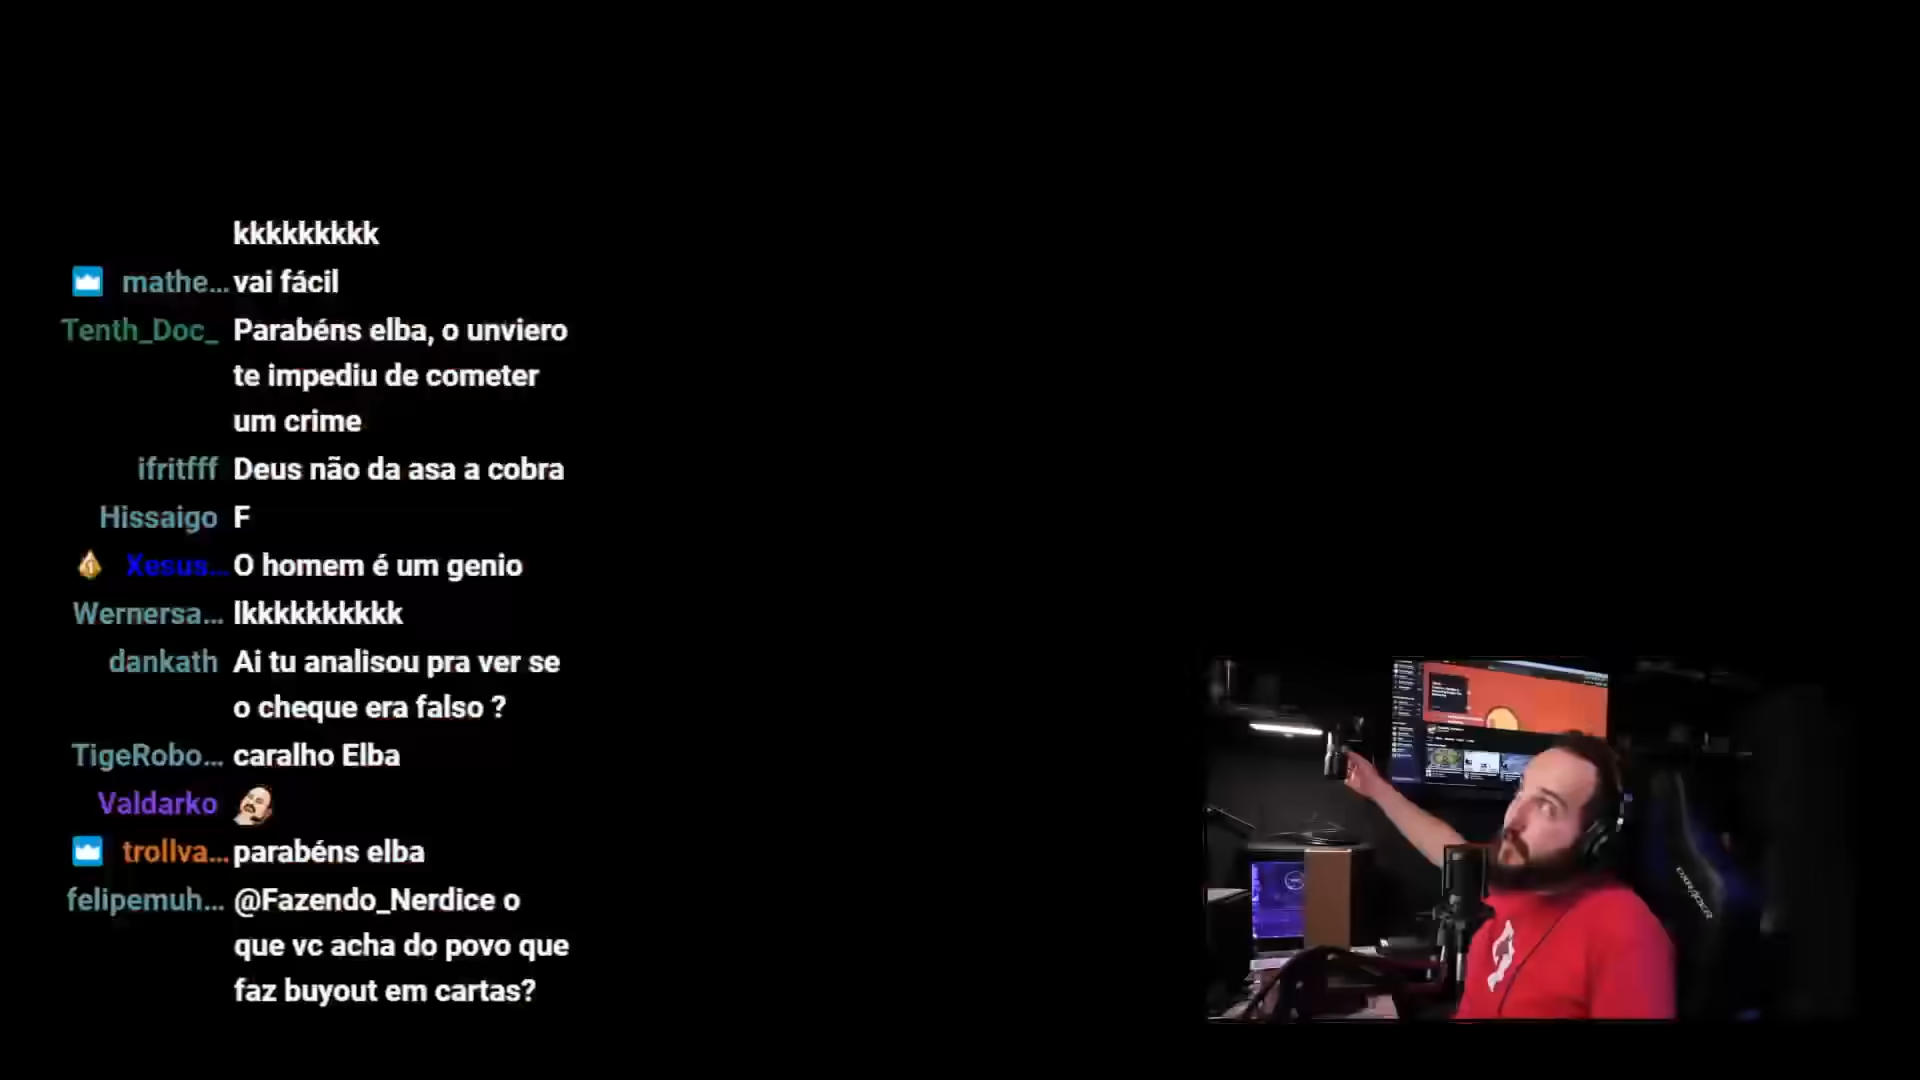 kkkkkkkkk
mathe... vai fácil
Tenth_Doc_ Parabéns elba, o unviero
te impediu de cometer
um crime
ifritfff Deus não da asa a cobra
Hissaigo F
Xesus... O homem é um genio
Wernersa... lkkkkkkkkkk
dankath Ai tu analisou pra ver se
o cheque era falso ?
TigeRobo... caralho Elba
Valdarko
trollva... parabéns elba
felipemuh... @Fazendo_Nerdice o
que vc acha do povo que
faz buyout em cartas?
DXRACER